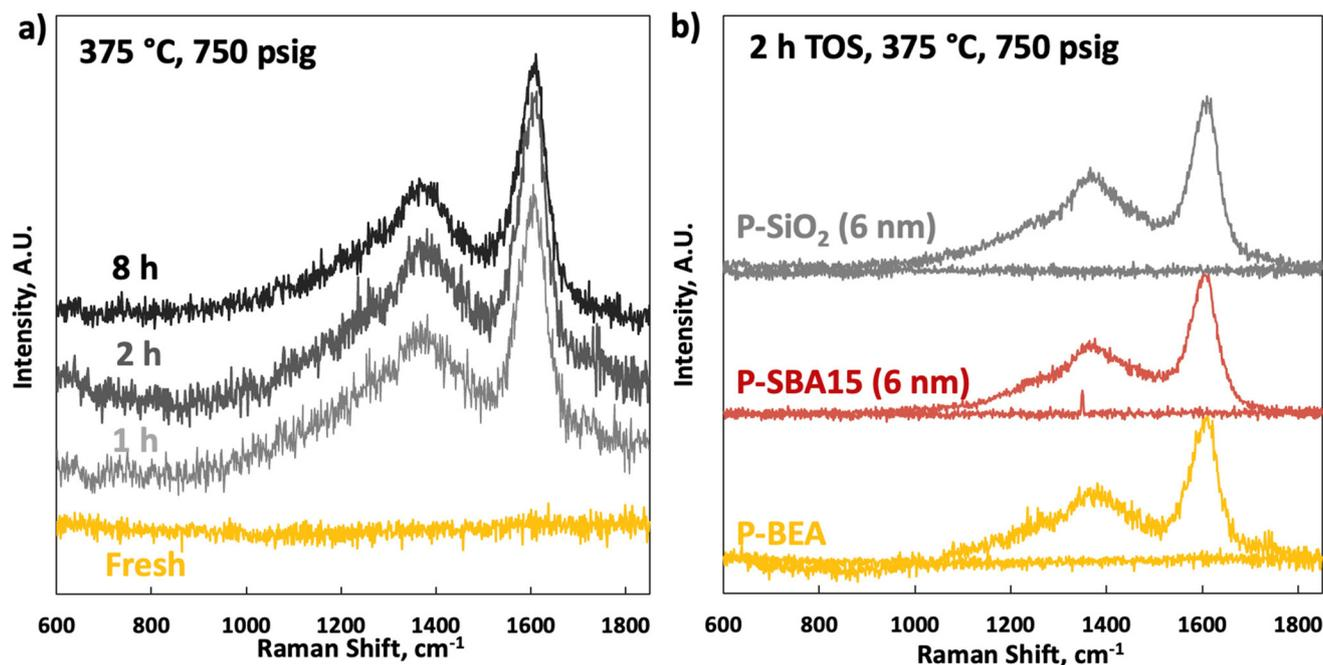 a)
375 °C, 750 psig
8 h
2 h
1 h
Fresh
Intensity, A.U.
600 800 1000 1200 1400 1600 1800
Raman Shift, cm⁻¹
b)
2 h TOS, 375 °C, 750 psig
P-SiO₂ (6 nm)
P-SBA15 (6 nm)
P-BEA
Intensity, A.U.
600 800 1000 1200 1400 1600 1800
Raman Shift, cm⁻¹